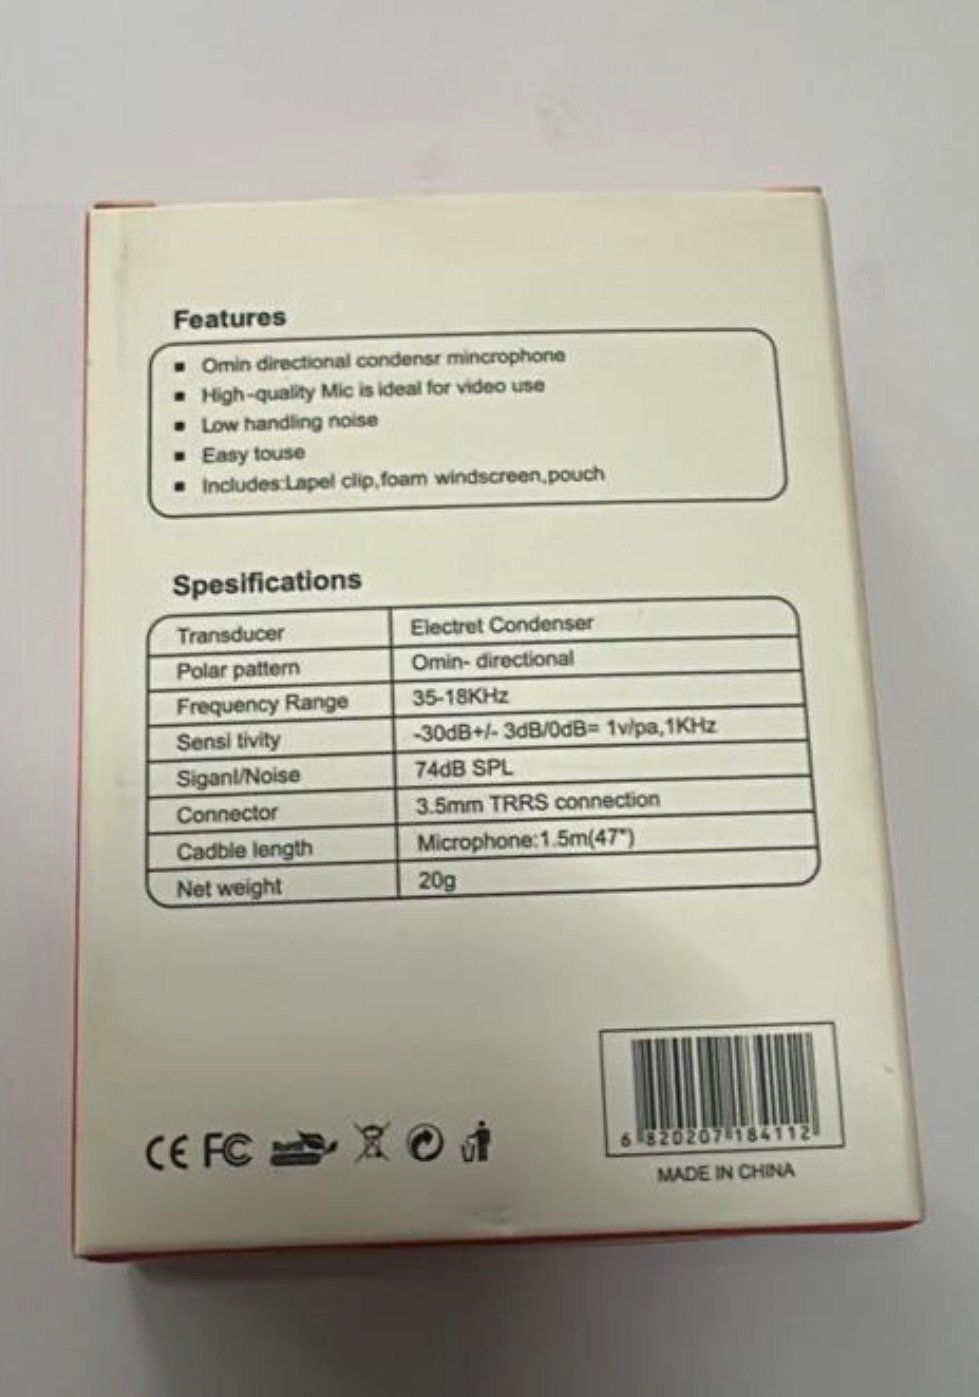 Features
Omin directional condensr mincrophone
High-quality Mic is ideal for video use
Low handling noise
Easy touse
Includes:Lapel clip,foam windscreen,pouch
Spesifications
Transducer Electret Condenser
Polar pattern Omin- directional
Frequency Range 35-18KHz
Sensi tivity -30dB+/- 3dB/0dB= 1v/pa,1KHz
Siganl/Noise 74dB SPL
Connector 3.5mm TRRS connection
Cadble length Microphone:1.5m(47")
Net weight 20g
CE FC
6 820207 184112
MADE IN CHINA